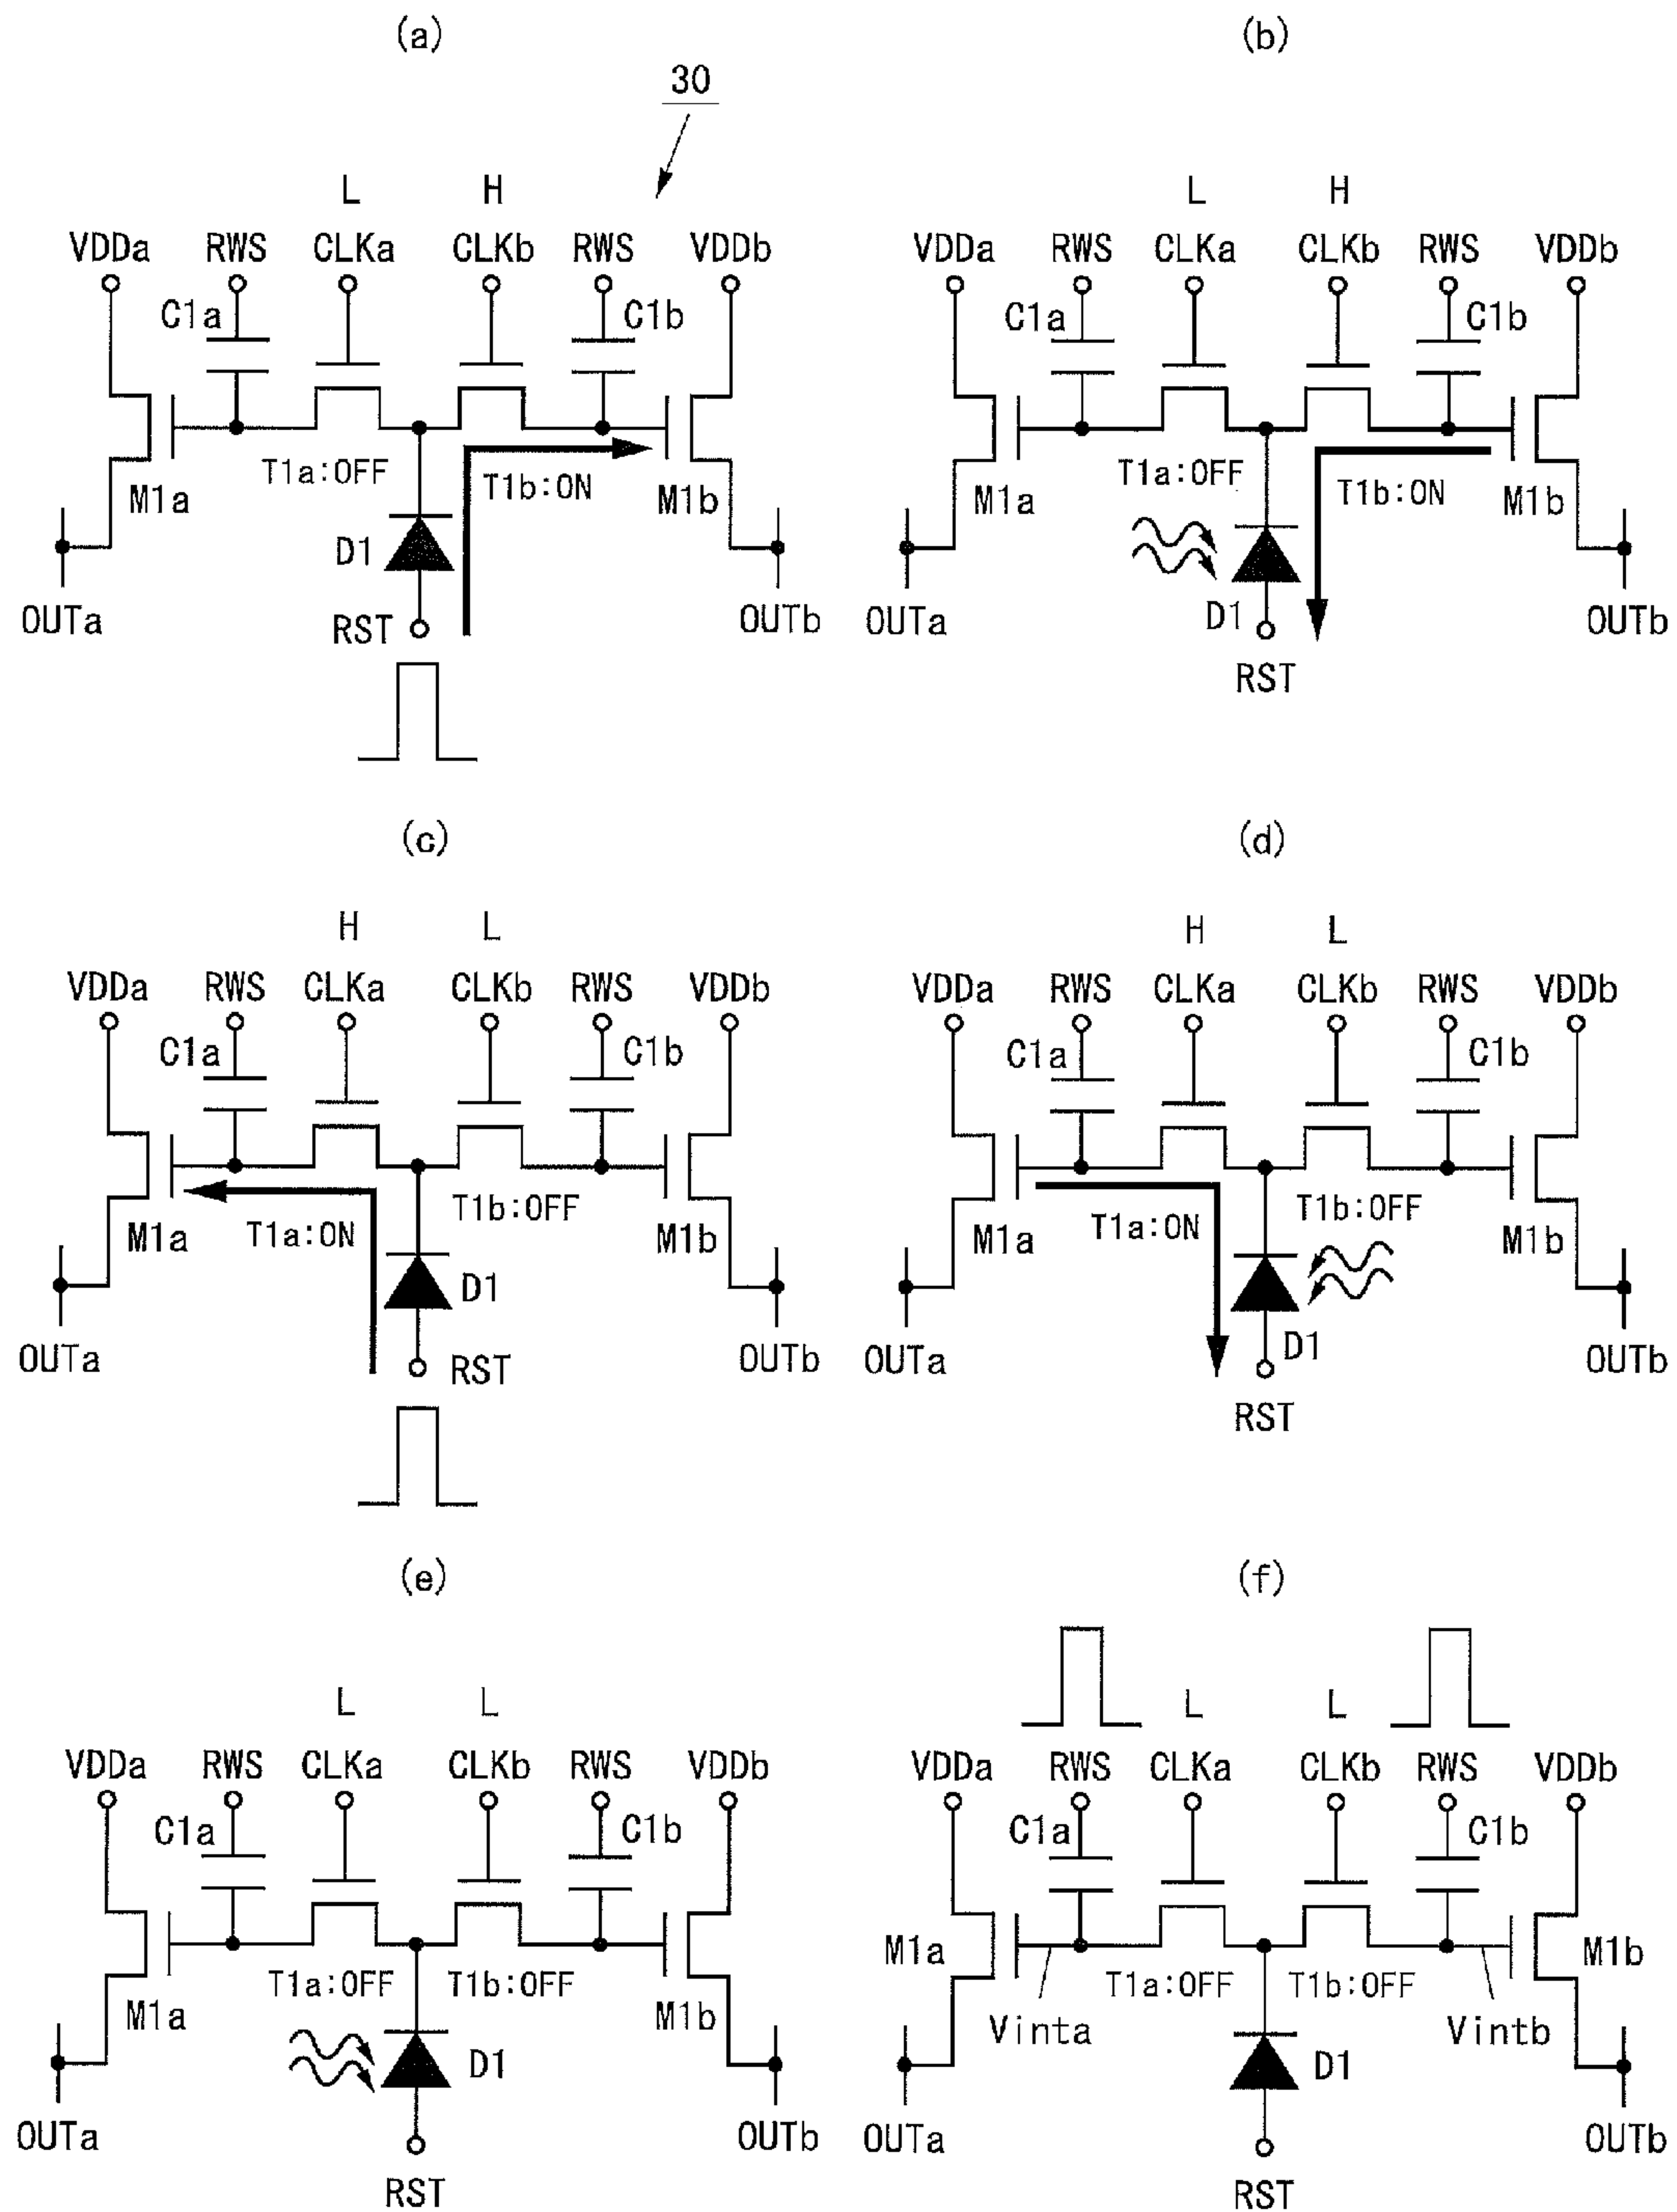 (a) (b)
30
L H L H
VDDa RWS CLKa CLKb RWS VDDb VDDa RWS CLKa CLKb RWS VDDb
C1a C1b C1a C1b
T1a:OFF T1b:ON T1a:OFF T1b:ON
M1a M1b M1a M1b
D1
OUTa RST OUTb OUTa D1 OUTb
RST
(c) (d)
H L H L
VDDa RWS CLKa CLKb RWS VDDb VDDa RWS CLKa CLKb RWS VDDb
C1a C1b C1a C1b
T1b:OFF T1b:OFF
M1a T1a:ON M1b M1a T1a:ON M1b
D1
OUTa RST OUTb OUTa D1 OUTb
RST
(e) (f)
L L L L
VDDa RWS CLKa CLKb RWS VDDb VDDa RWS CLKa CLKb RWS VDDb
C1a C1b C1a C1b
M1a M1b
T1a:OFF T1b:OFF T1a:OFF T1b:OFF
M1a M1b Vinta Vintb
D1 D1
OUTa OUTb OUTa OUTb
RST RST